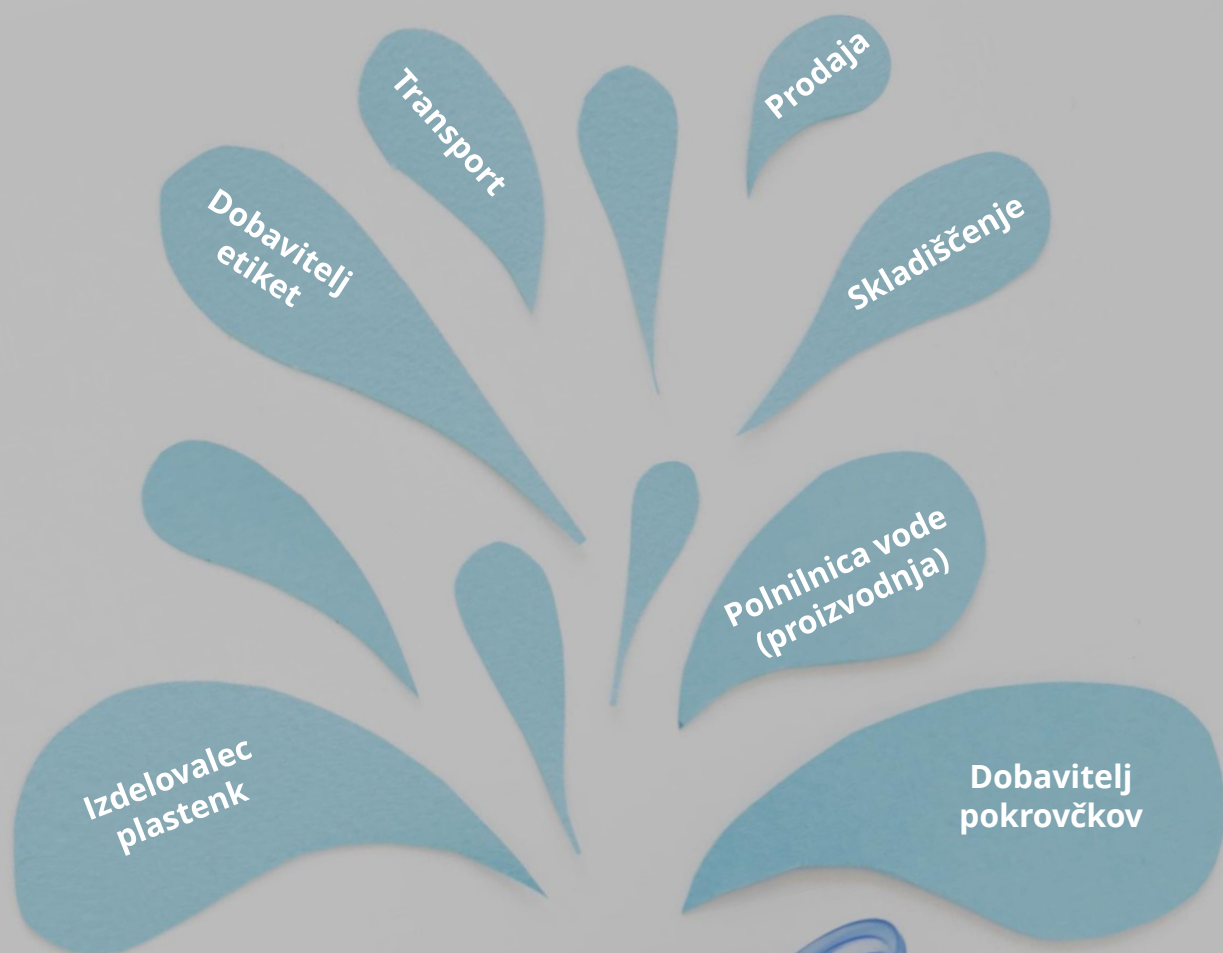 Prodaja
Transport
Dobavitelj
etiket
Skladiščenje
Polnilnica vode
(proizvodnja)
Izdelovalec
plastenk
Dobavitelj
pokrovčkov